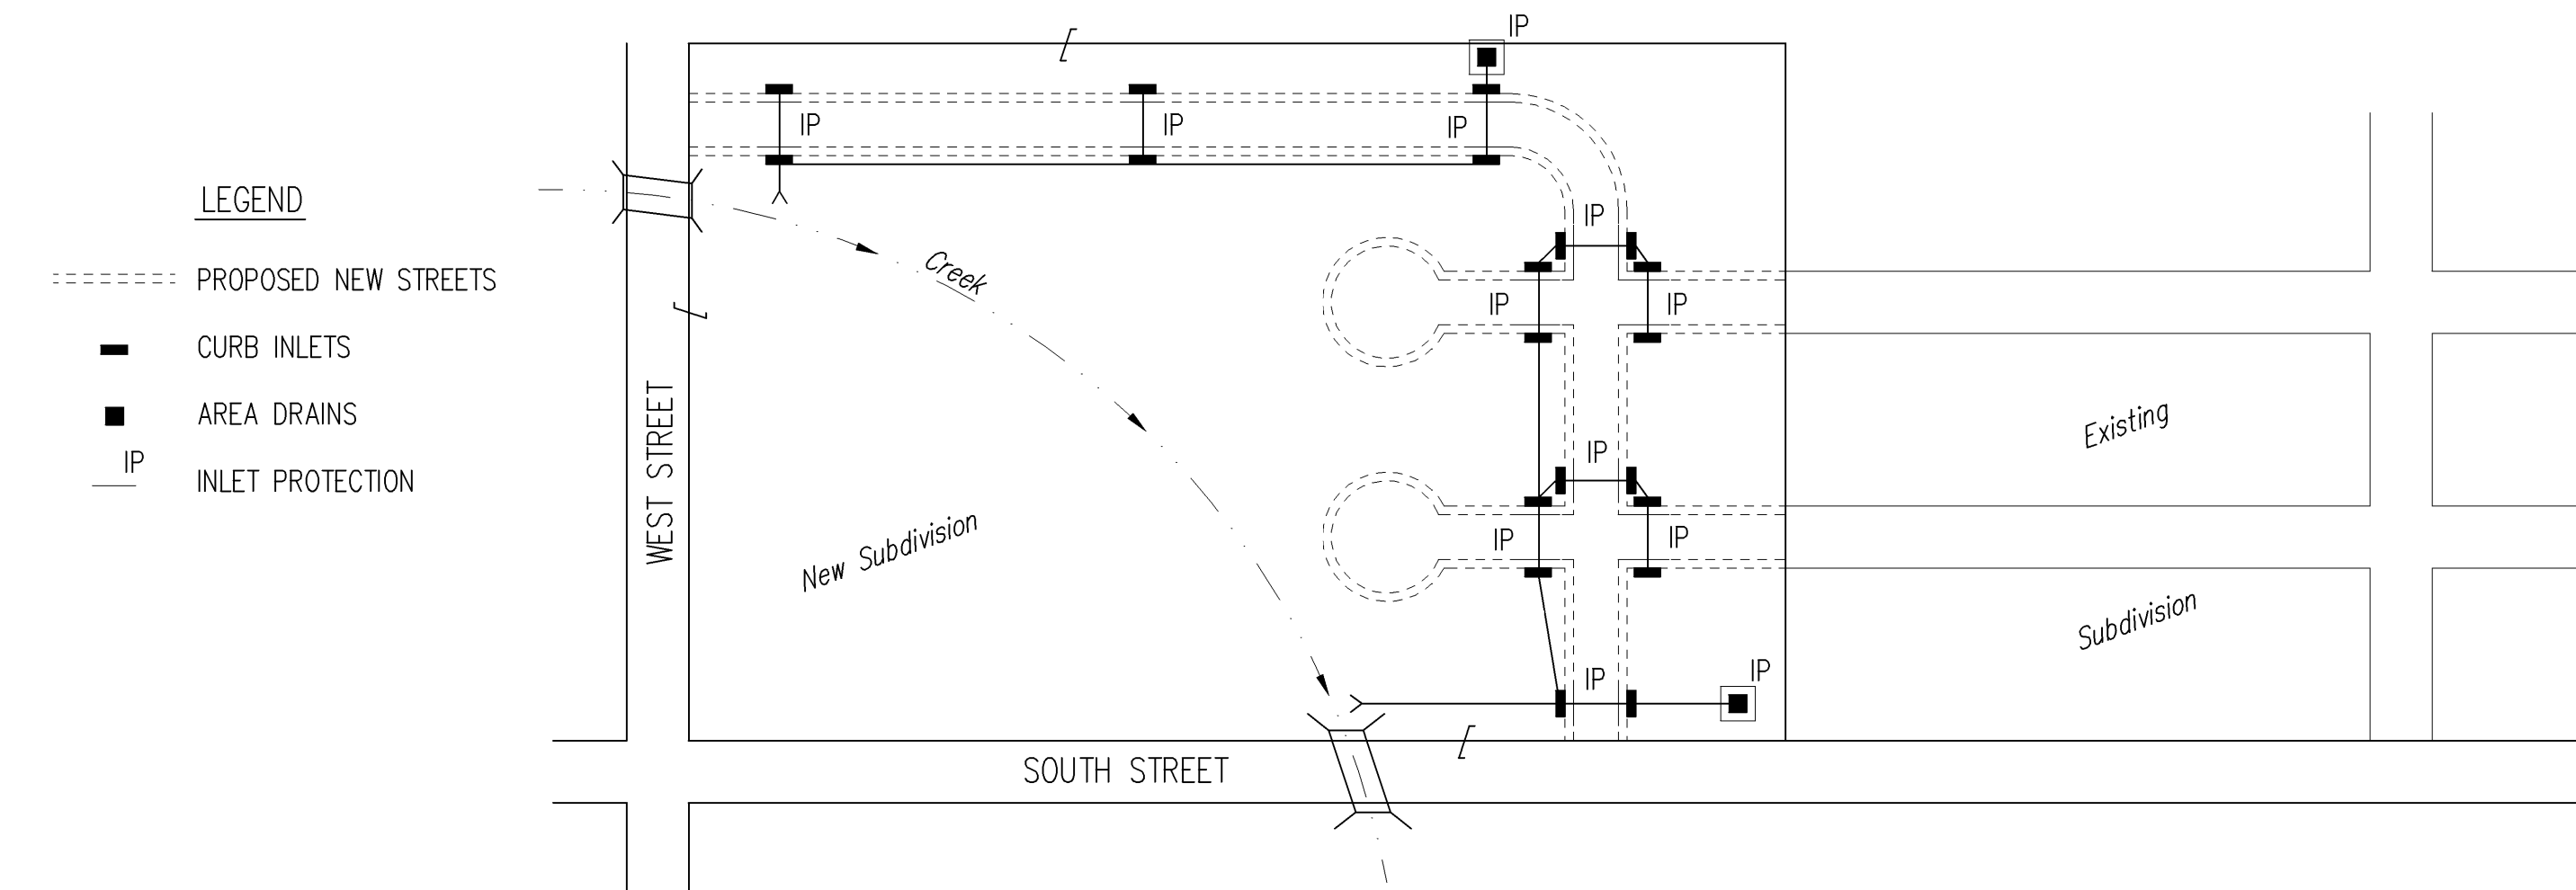 IP
IP
IP
IP
LEGEND
IP
PROPOSED NEW STREETS
Creek
IP
IP
CURB INLETS
AREA DRAINS
Existing
IP
IP
INLET PROTECTION
WEST STREET
New Subdivision
IP
IP
Subdivision
IP
IP
SOUTH STREET